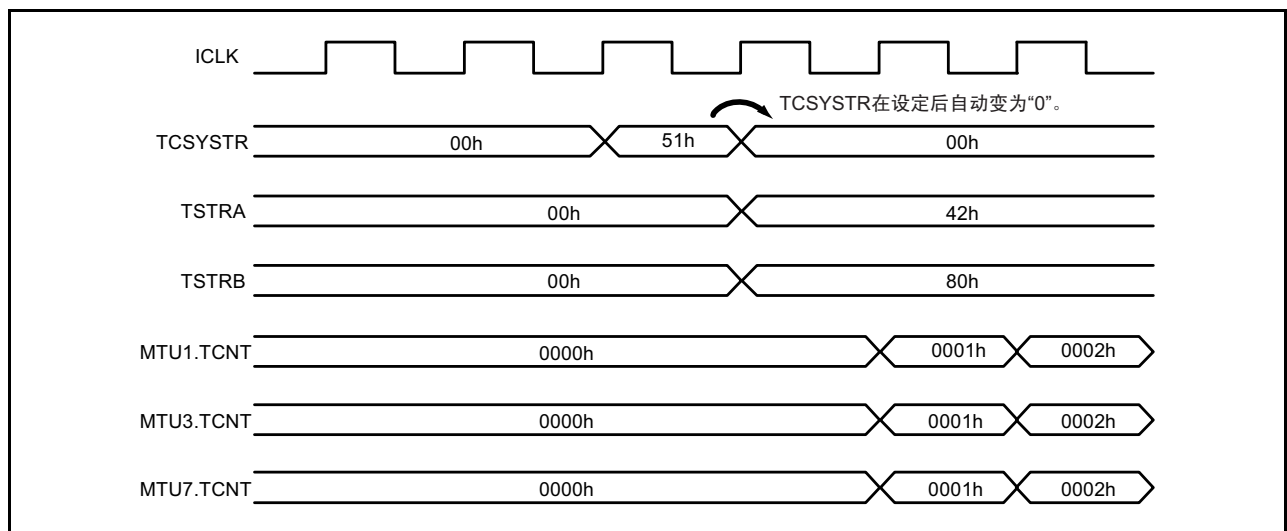 ICLK
TCSYSTR在设定后自动变为“0”。
TCSYSTR 00h 51h 00h
TSTRA 00h 42h
TSTRB 00h 80h
MTU1.TCNT 0000h 0001h 0002h
MTU3.TCNT 0000h 0001h 0002h
MTU7.TCNT 0000h 0001h 0002h